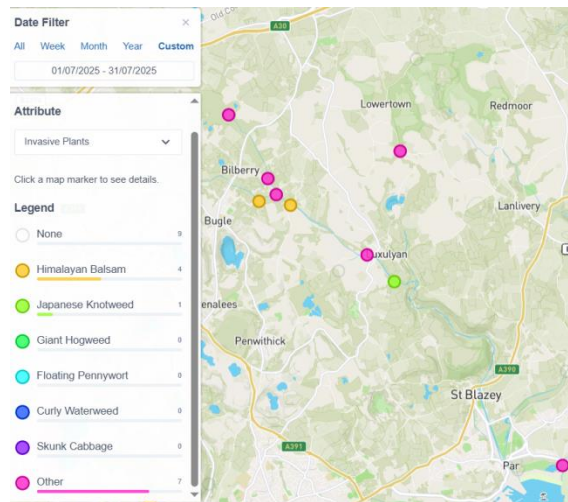 Date Filter ×
All Week Month Year Custom
01/07/2025 - 31/07/2025
Attribute
Invasive Plants
Click a map marker to see details.
Legend
None 9
Himalayan Balsam 4
Japanese Knotweed 1
Giant Hogweed 0
Floating Pennywort 0
Curly Waterweed 0
Skunk Cabbage 0
Other 7
A30
Lowertown
Redmoor
Bilberry
Lanlivery
Bugle
uxulyan
enalees
Penwithick
A390
St Blazey
A391
Par